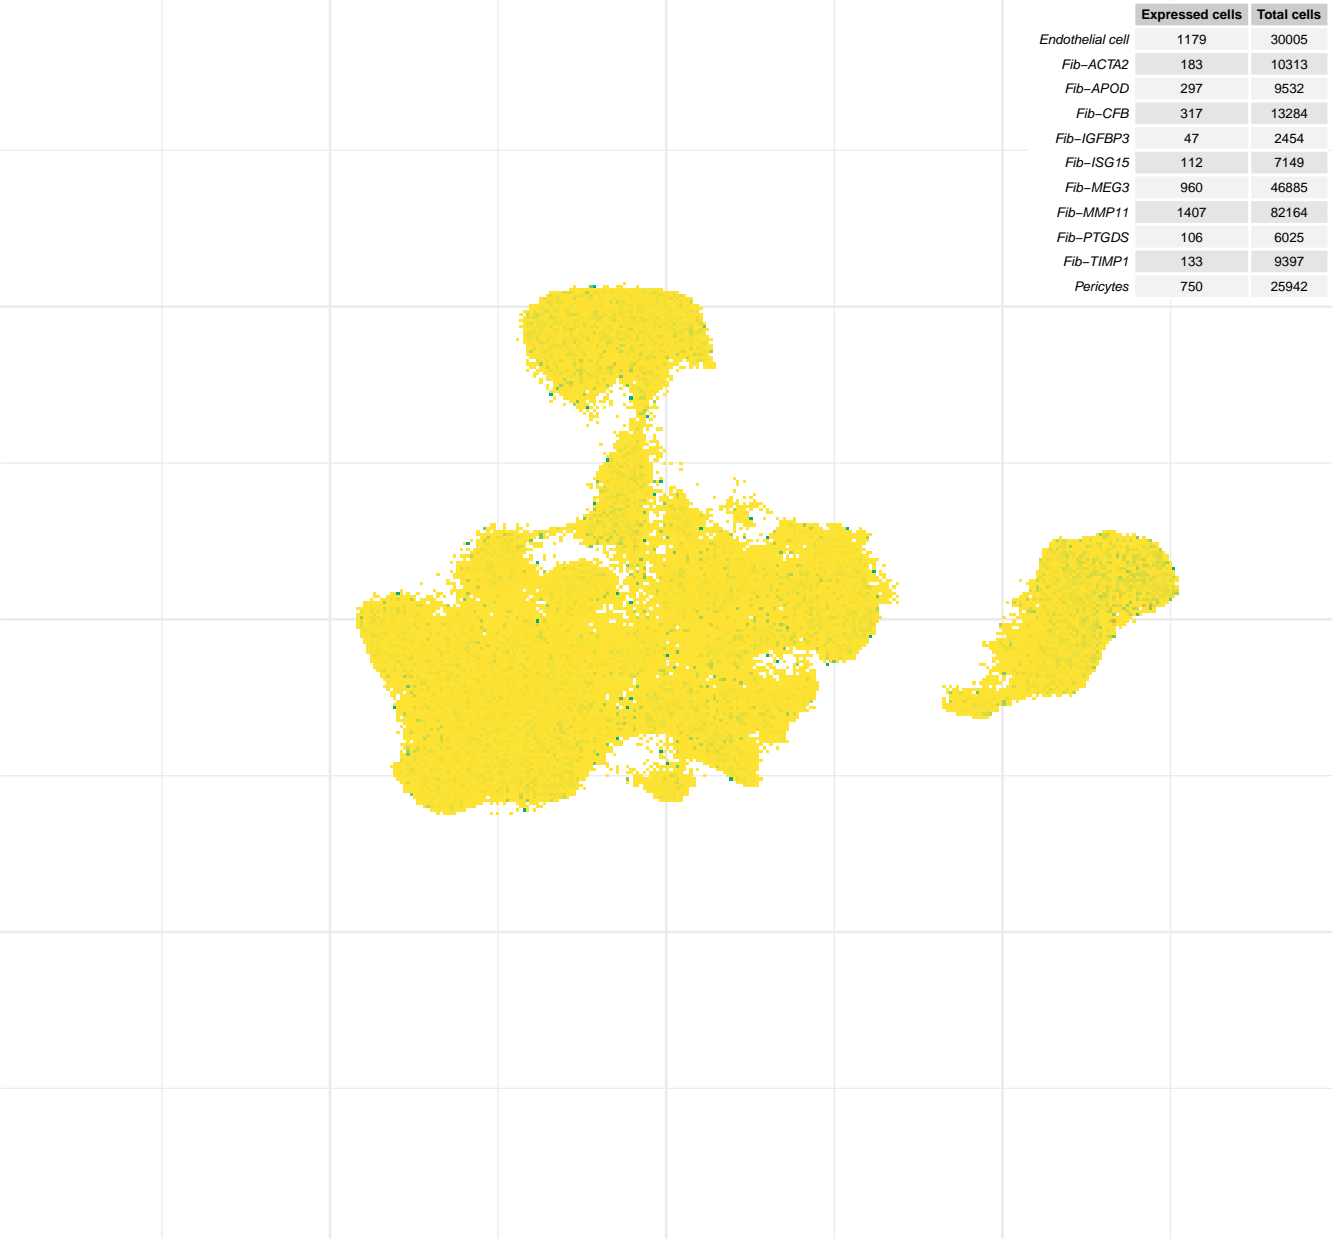 Expressed cells Total cells
Endothelial cell 1179 30005
Fib−ACTA2 183 10313
Fib−APOD 297 9532
Fib−CFB 317 13284
Fib−IGFBP3 47 2454
Fib−ISG15 112 7149
Fib−MEG3 960 46885
Fib−MMP11 1407 82164
Fib−PTGDS 106 6025
Fib−TIMP1 133 9397
Pericytes 750 25942